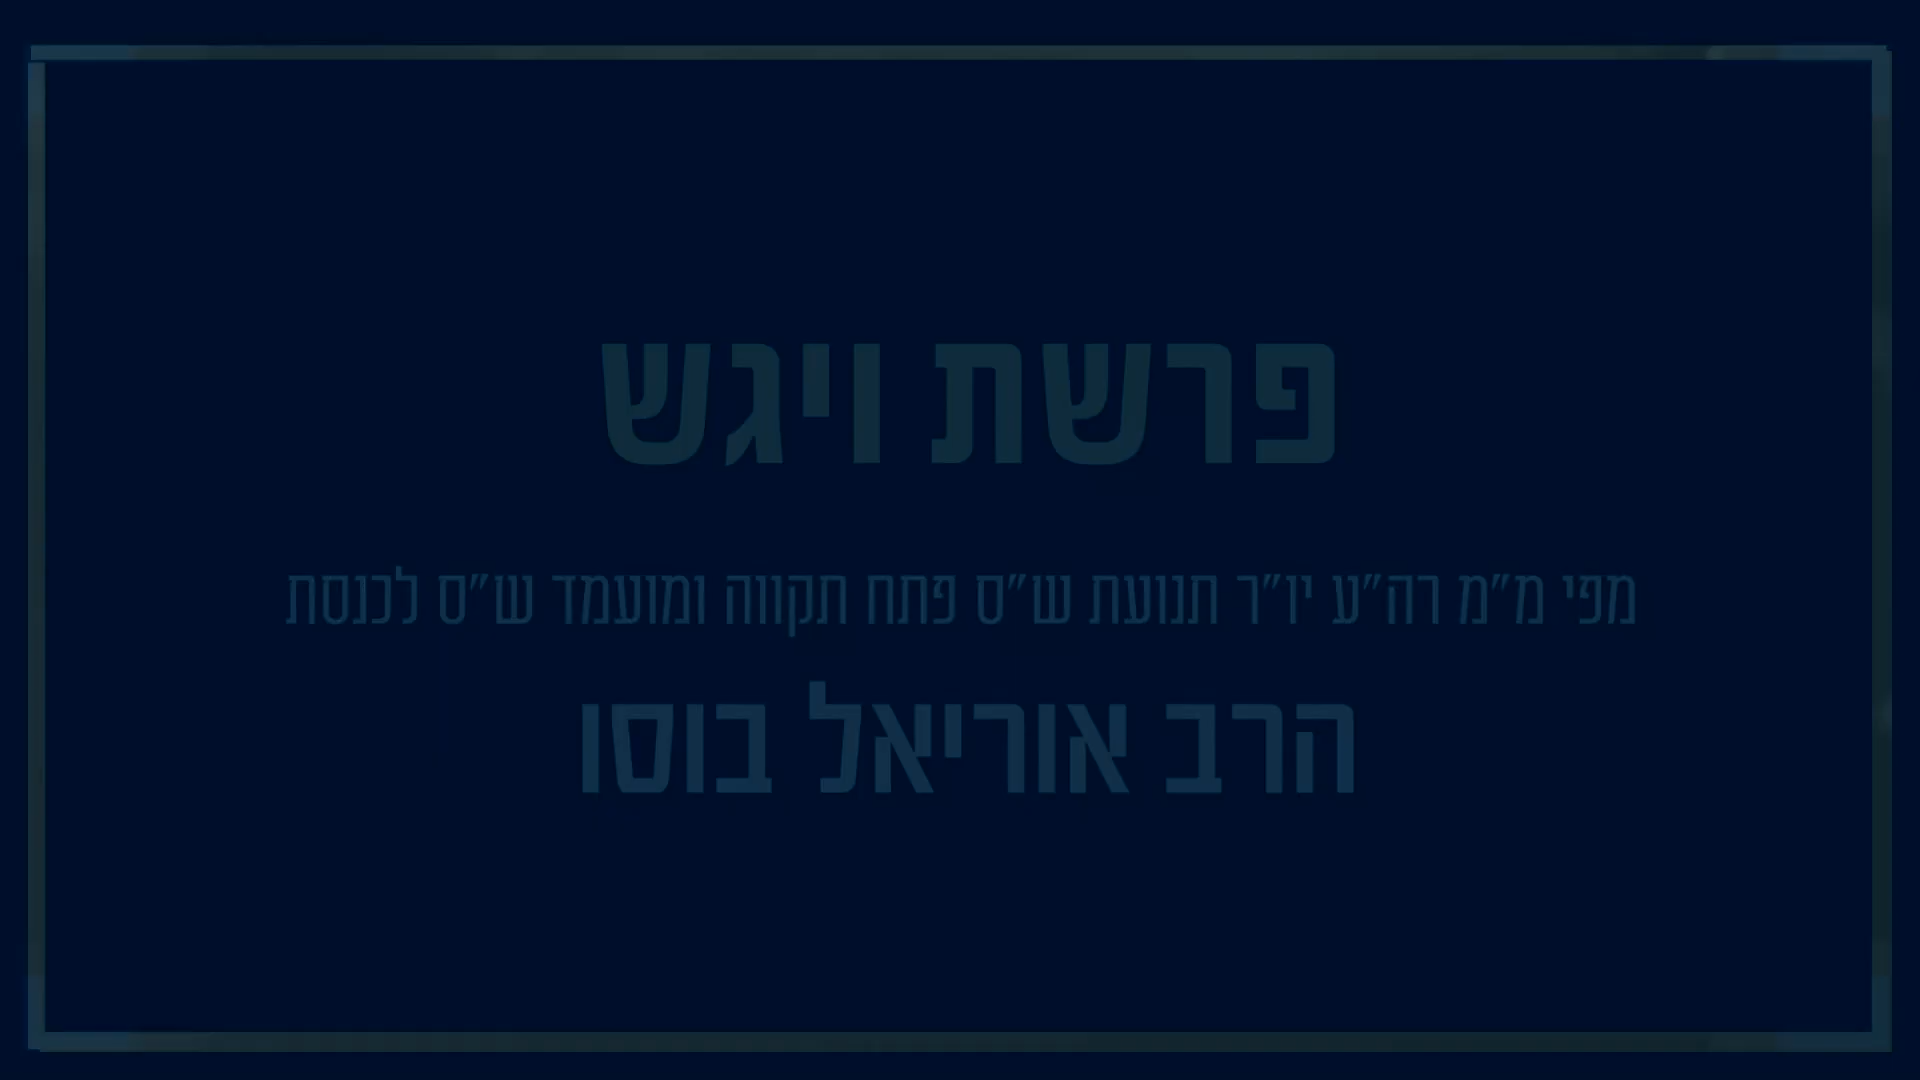 פרשת ויגש
מפי מ״מ רה״ע יו״ר תנועת ש״ס פתח תקווה ומועמד ש״ס לכנסת
הרב אוריאל בוסו